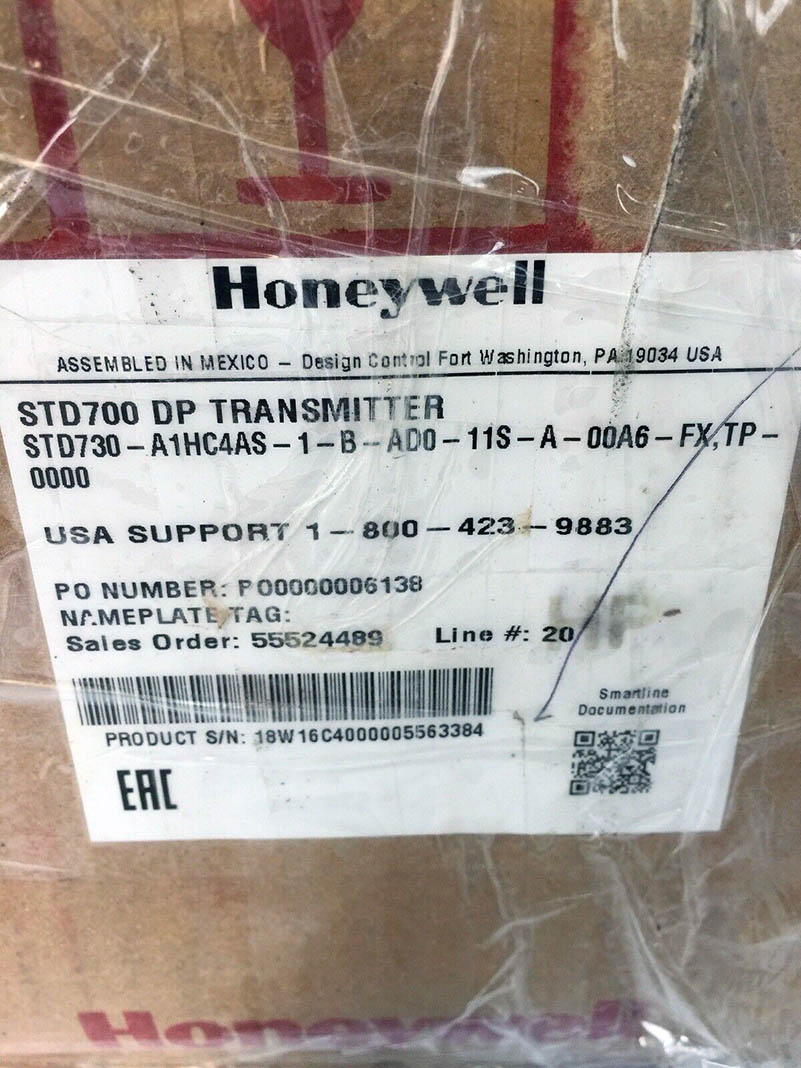 Honeywell
ASSEMBLED IN MEXICO – Design Control Fort Washington, PA 19034 USA
STD700 DP TRANSMITTER
STD730–A1HC4AS–1–B–AD0–11S–A–00A6–FX,TP–
0000
USA SUPPORT 1–800–423–9883
PO NUMBER: PO0000006138
NAMEPLATE TAG:
Sales Order: 55524489 Line #: 20
Smartline
Documentation
PRODUCT S/N: 18W16C4000005563384
EAC
Honeywell